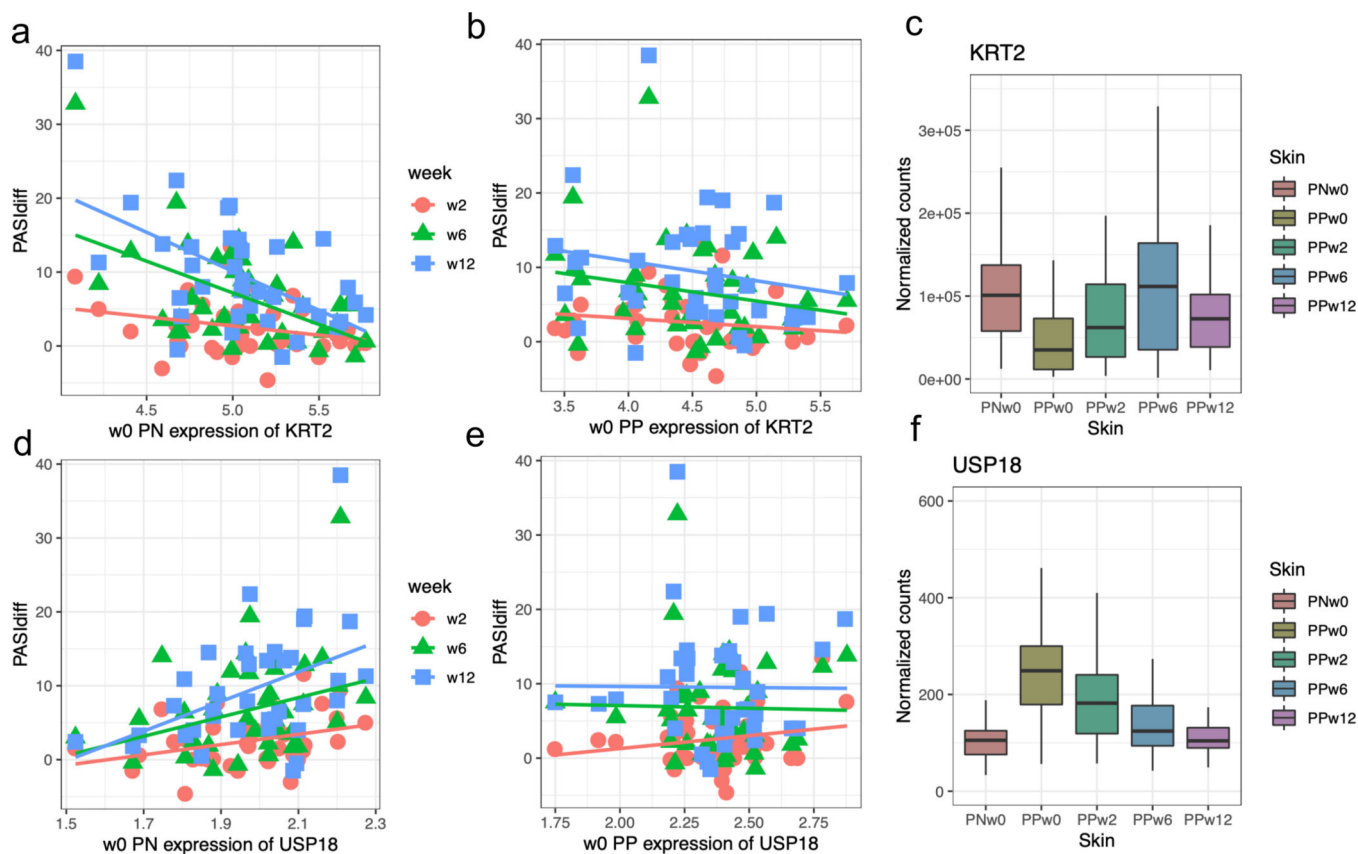 a
40
30
20
10
0
PASIdiff
4.5 5.0 5.5
w0 PN expression of KRT2
week
w2
w6
w12
b
40
30
20
10
0
PASIdiff
3.5 4.0 4.5 5.0 5.5
w0 PP expression of KRT2
c
KRT2
3e+05
2e+05
1e+05
0e+00
Normalized counts
PNw0 PPw0 PPw2 PPw6 PPw12
Skin
Skin
PNw0
PPw0
PPw2
PPw6
PPw12
d
40
30
20
10
0
PASIdiff
1.5 1.7 1.9 2.1 2.3
w0 PN expression of USP18
week
w2
w6
w12
e
40
30
20
10
0
PASIdiff
1.75 2.00 2.25 2.50 2.75
w0 PP expression of USP18
f
USP18
600
400
200
0
Normalized counts
PNw0 PPw0 PPw2 PPw6 PPw12
Skin
Skin
PNw0
PPw0
PPw2
PPw6
PPw12